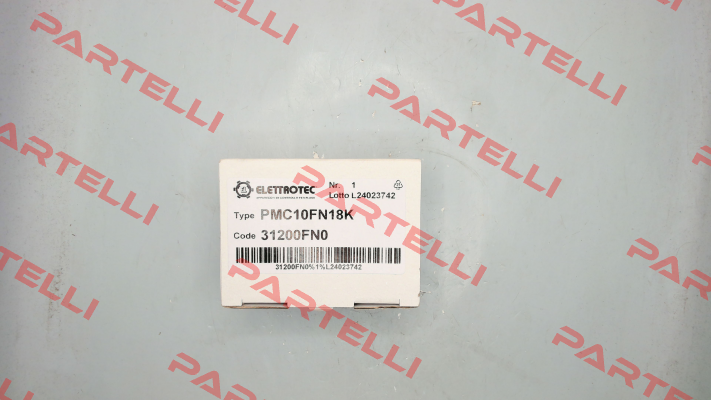 ELETTROTEC
Nr. 1
Lotto L24023742
Type PMC10FN18K
Code 31200FN0
31200FN0%1%L24023742
PARTELLI
PARTELLI
PARTELLI
PARTELLI
PARTELLI
PARTELLI
PARTELLI
PARTELLI